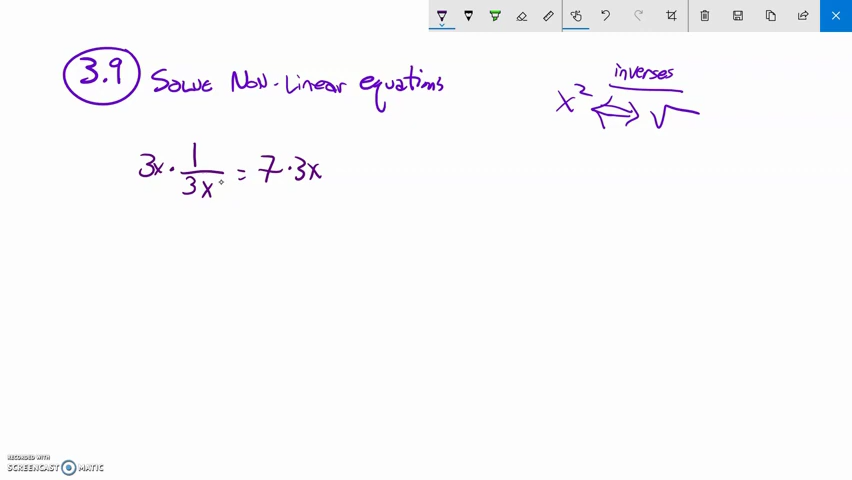 3.9 Solve Non-Linear equations
inverses
x² ⟷ √
3x · 1/3x = 7 · 3x
RECORDED WITH
SCREENCAST MATIC